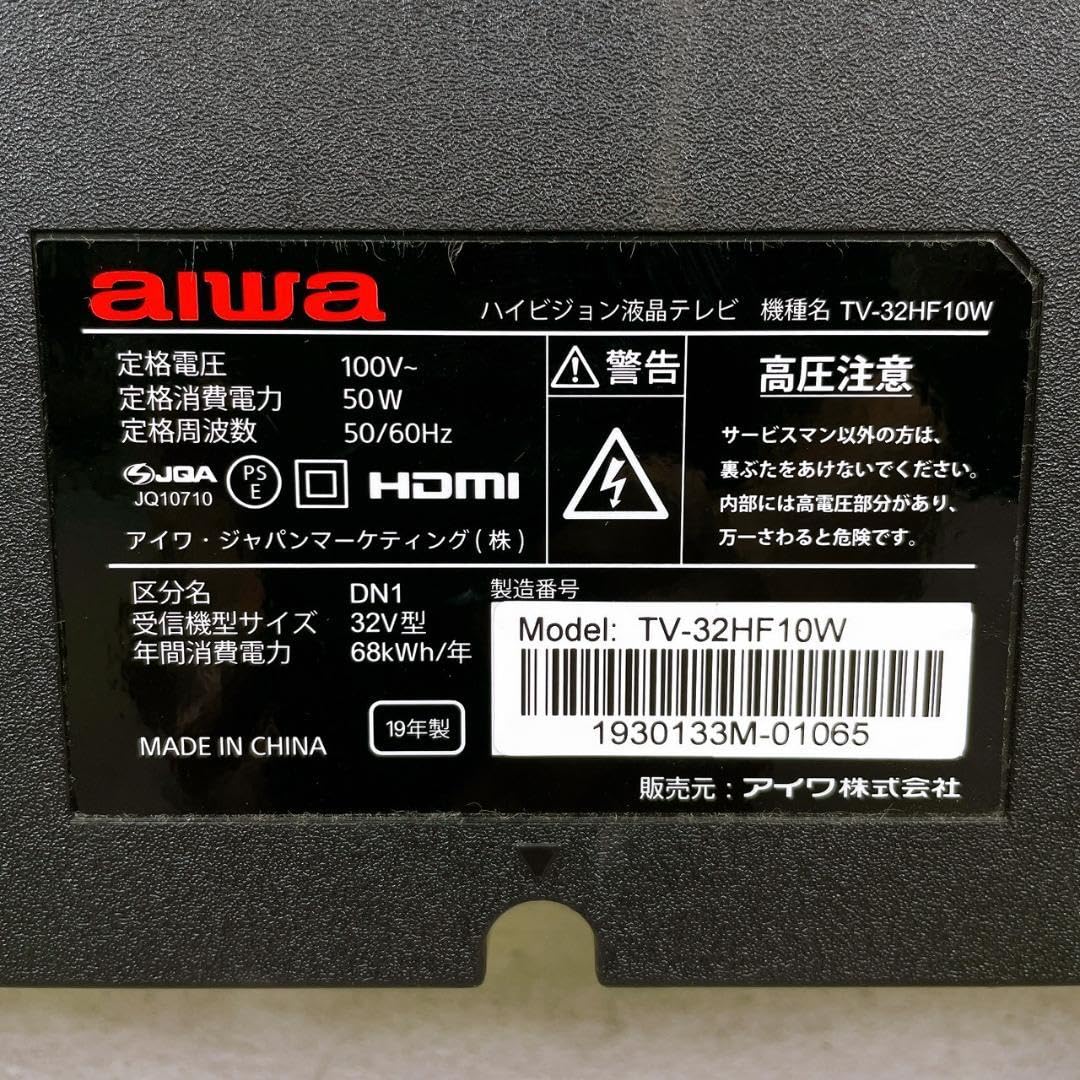 aiwa
ハイビジョン液晶テレビ 機種名 TV-32HF10W
定格電圧 100V~
定格消費電力 50W
定格周波数 50/60Hz
JQA
JQ10710
PS
E
HDMI
アイワ・ジャパンマーケティング(株)
警告
高圧注意
サービスマン以外の方は、
裏ぶたをあけないでください。
内部には高電圧部分があり、
万一さわると危険です。
区分名 DN1
受信機型サイズ 32V型
年間消費電力 68kWh/年
MADE IN CHINA
19年製
製造番号
Model: TV-32HF10W
1930133M-01065
販売元：アイワ株式会社